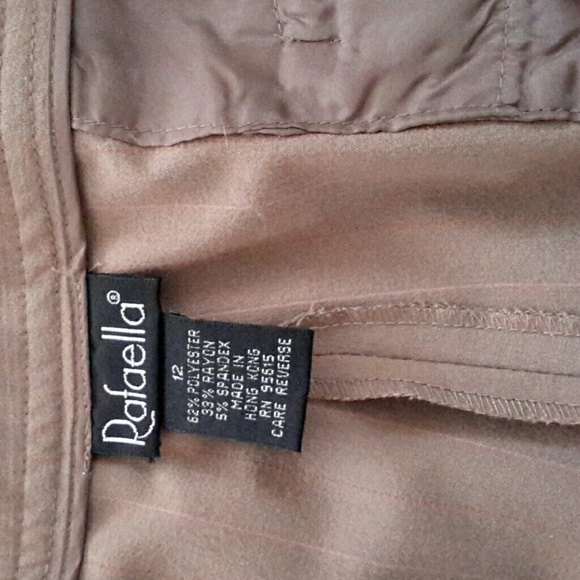 Rafaella®
12
62% POLYESTER
33% RAYON
5% SPANDEX
MADE IN
HONG KONG
RN 95615
CARE REVERSE